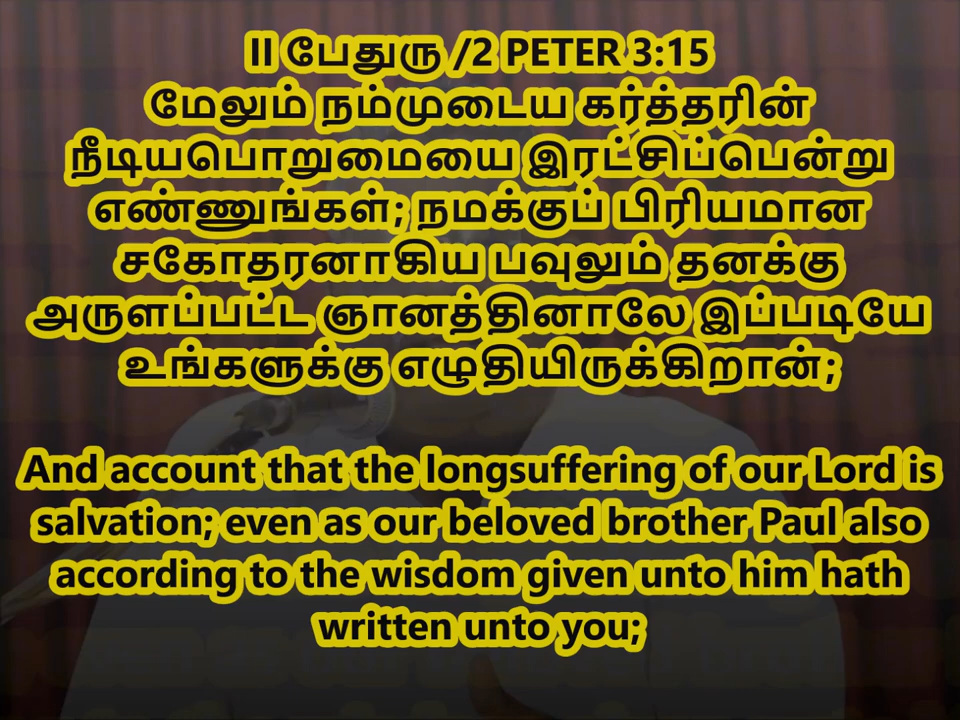 II பேதுரு /2 PETER 3:15
மேலும் நம்முடைய கர்த்தரின்
நீடியபொறுமையை இரட்சிப்பென்று
எண்ணுங்கள்; நமக்குப் பிரியமான
சகோதரனாகிய பவுலும் தனக்கு
அருளப்பட்ட ஞானத்தினாலே இப்படியே
உங்களுக்கு எழுதியிருக்கிறான்;
And account that the longsuffering of our Lord is
salvation; even as our beloved brother Paul also
according to the wisdom given unto him hath
written unto you;